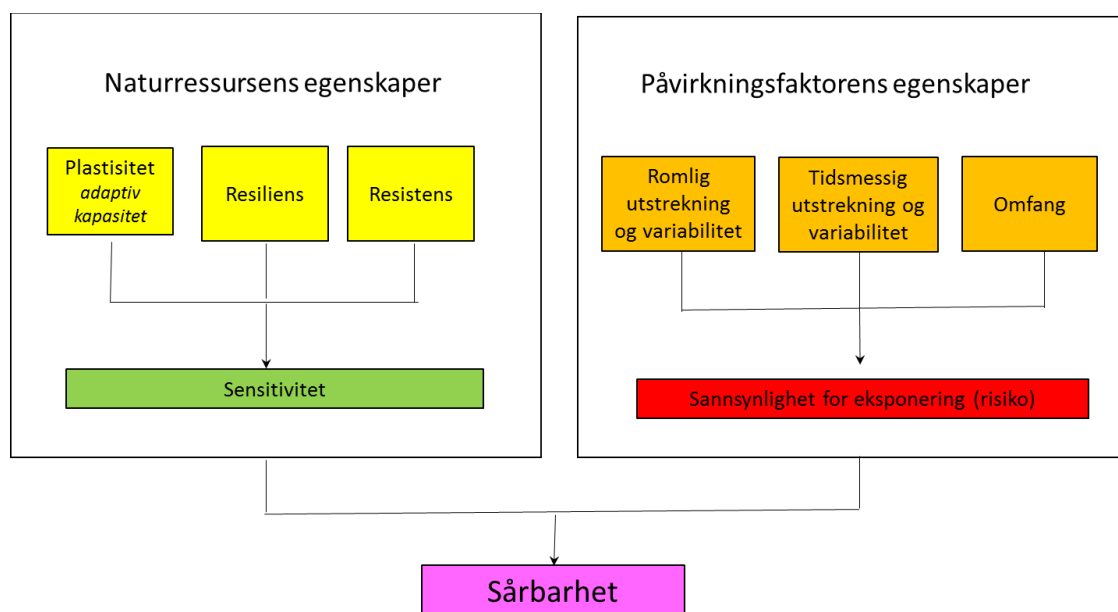 Naturressursens egenskaper
Plastisitet
adaptiv
kapasitet
Resiliens
Resistens
Sensitivitet
Påvirkningsfaktorens egenskaper
Romlig
utstrekning
og variabilitet
Tidsmessig
utstrekning og
variabilitet
Omfang
Sannsynlighet for eksponering (risiko)
Sårbarhet